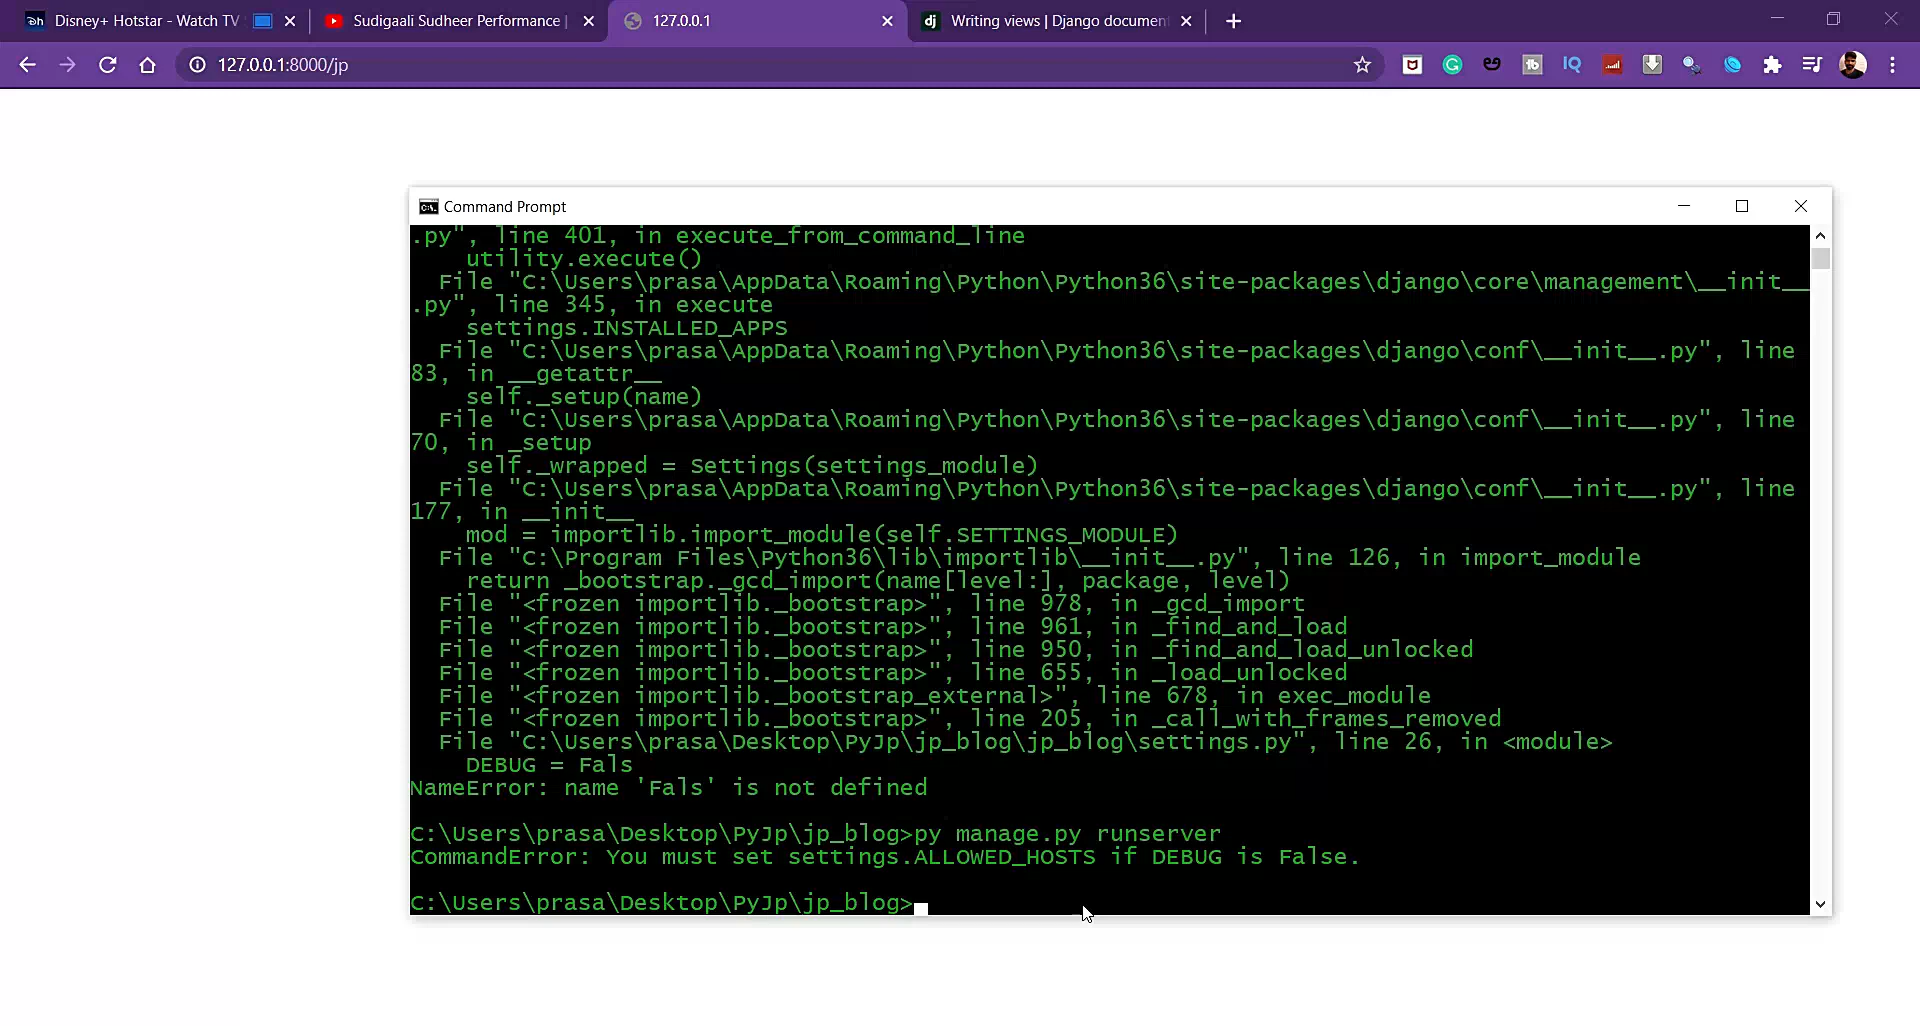 Disney+ Hotstar - Watch TV
Sudigaali Sudheer Performance |
127.0.0.1
Writing views | Django document
127.0.0.1:8000/jp
Command Prompt
.py", line 401, in execute_from_command_line
utility.execute()
File "C:\Users\prasa\AppData\Roaming\Python\Python36\site-packages\django\core\management\__init__
.py", line 345, in execute
settings.INSTALLED_APPS
File "C:\Users\prasa\AppData\Roaming\Python\Python36\site-packages\django\conf\__init__.py", line
83, in __getattr__
self._setup(name)
File "C:\Users\prasa\AppData\Roaming\Python\Python36\site-packages\django\conf\__init__.py", line
70, in _setup
self._wrapped = Settings(settings_module)
File "C:\Users\prasa\AppData\Roaming\Python\Python36\site-packages\django\conf\__init__.py", line
177, in __init__
mod = importlib.import_module(self.SETTINGS_MODULE)
File "C:\Program Files\Python36\lib\importlib\__init__.py", line 126, in import_module
return _bootstrap._gcd_import(name[level:], package, level)
File "<frozen importlib._bootstrap>", line 978, in _gcd_import
File "<frozen importlib._bootstrap>", line 961, in _find_and_load
File "<frozen importlib._bootstrap>", line 950, in _find_and_load_unlocked
File "<frozen importlib._bootstrap>", line 655, in _load_unlocked
File "<frozen importlib._bootstrap_external>", line 678, in exec_module
File "<frozen importlib._bootstrap>", line 205, in _call_with_frames_removed
File "C:\Users\prasa\Desktop\PyJp\jp_blog\jp_blog\settings.py", line 26, in <module>
DEBUG = Fals
NameError: name 'Fals' is not defined
C:\Users\prasa\Desktop\PyJp\jp_blog>py manage.py runserver
CommandError: You must set settings.ALLOWED_HOSTS if DEBUG is False.
C:\Users\prasa\Desktop\PyJp\jp_blog>